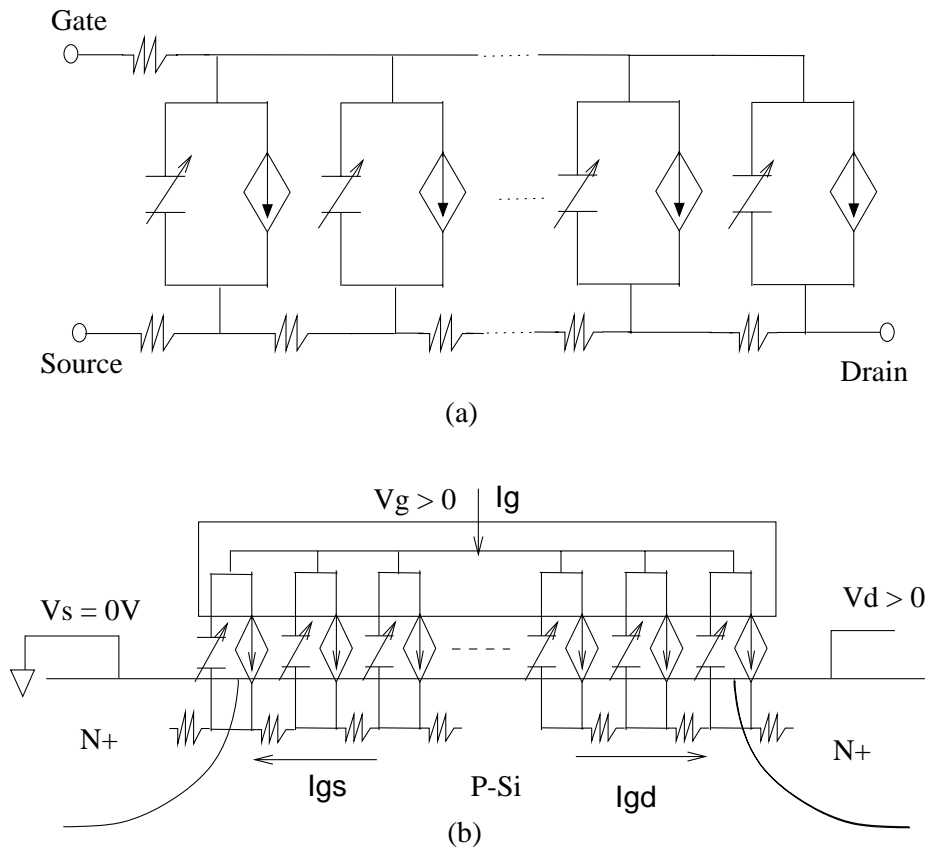 Gate
Source
Drain
(a)
Vg > 0
Ig
Vs = 0V
Vd > 0
N+
N+
Igs
P-Si
Igd
(b)